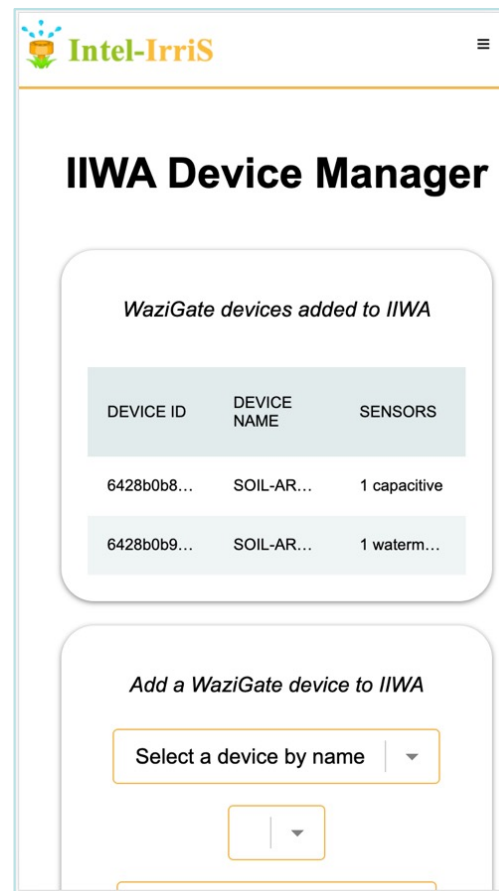 Intel-IrriS
≡
IIWA Device Manager
WaziGate devices added to IIWA
DEVICE ID DEVICE NAME SENSORS
6428b0b8... SOIL-AR... 1 capacitive
6428b0b9... SOIL-AR... 1 waterm...
Add a WaziGate device to IIWA
Select a device by name